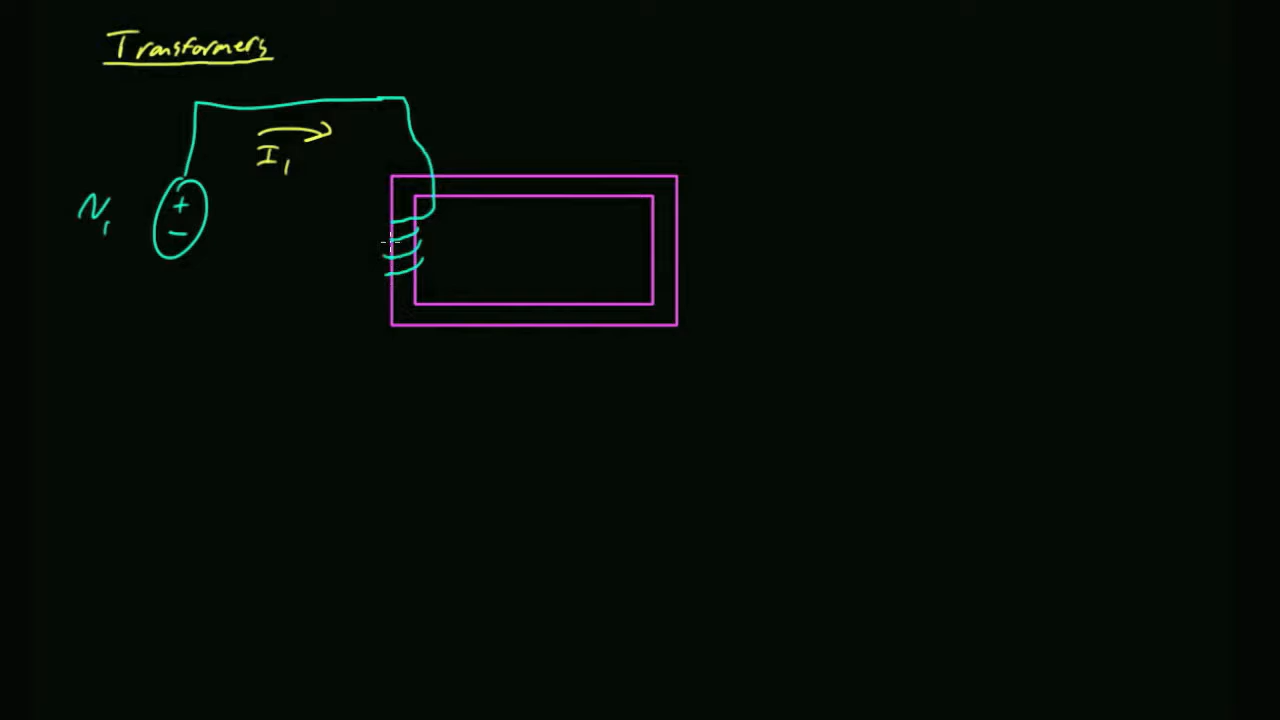 Transformers
I₁
N₁
+
−